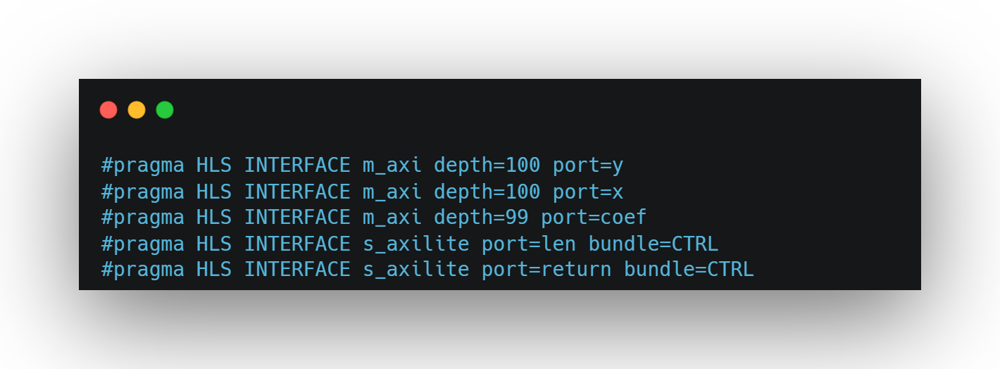 #pragma HLS INTERFACE m_axi depth=100 port=y
#pragma HLS INTERFACE m_axi depth=100 port=x
#pragma HLS INTERFACE m_axi depth=99 port=coef
#pragma HLS INTERFACE s_axilite port=len bundle=CTRL
#pragma HLS INTERFACE s_axilite port=return bundle=CTRL